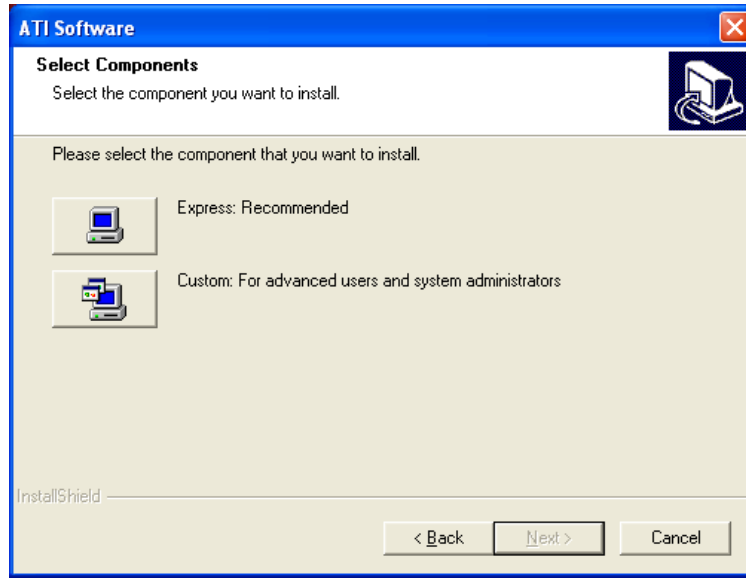 ATI Software
Select Components
Select the component you want to install.
Please select the component that you want to install.
Express: Recommended
Custom: For advanced users and system administrators
InstallShield
< Back Next > Cancel